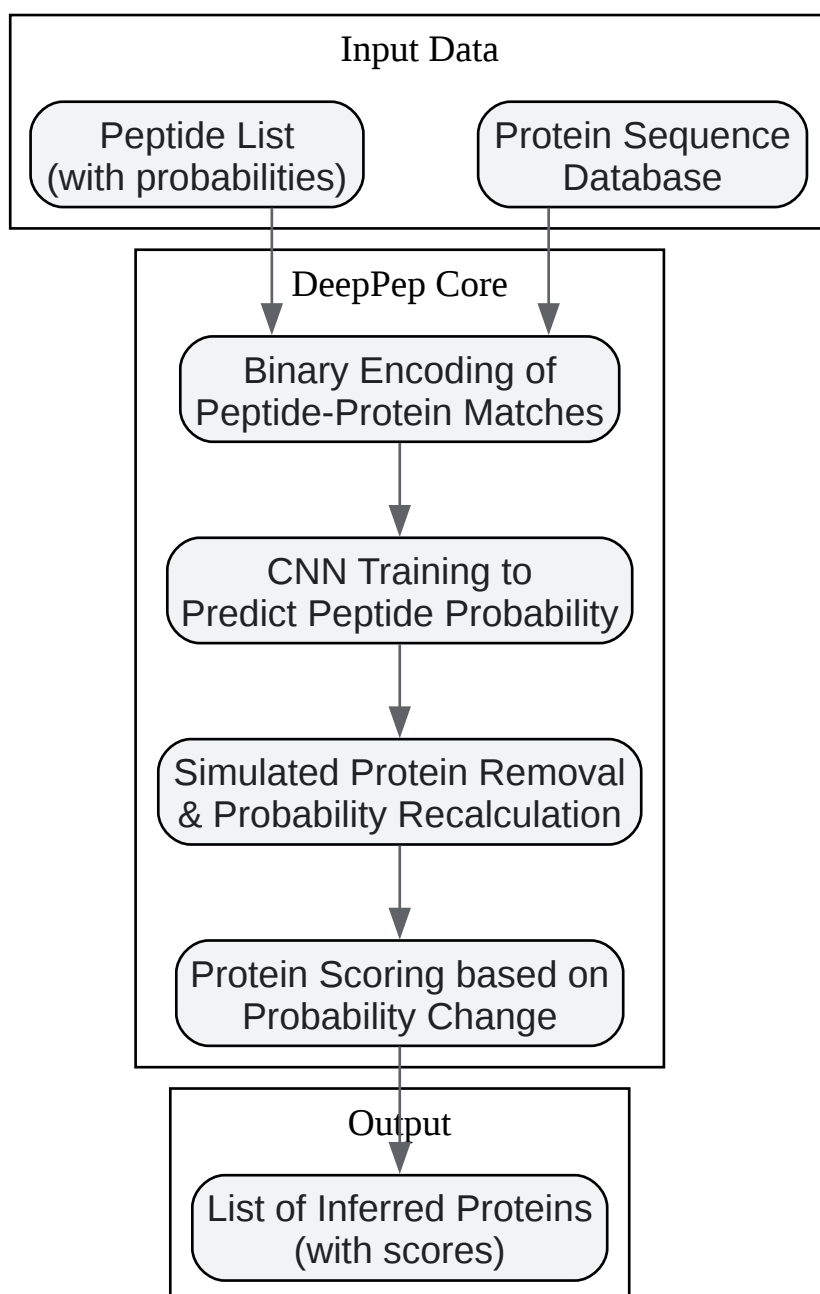 Input Data
Peptide List
(with probabilities)
Protein Sequence
Database
DeepPep Core
Binary Encoding of
Peptide-Protein Matches
CNN Training to
Predict Peptide Probability
Simulated Protein Removal
& Probability Recalculation
Protein Scoring based on
Probability Change
Output
List of Inferred Proteins
(with scores)